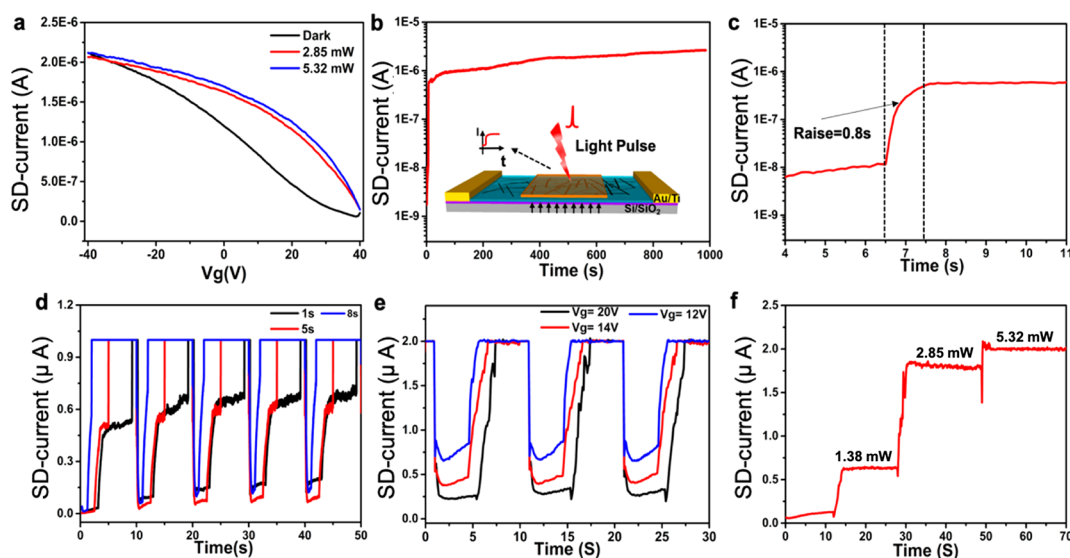 a
2.5E-6
2.0E-6
1.5E-6
1.0E-6
5.0E-7
0.0
SD-current (A)
Dark
2.85 mW
5.32 mW
-40 -20 0 20 40
Vg(V)
b
1E-5
1E-6
1E-7
1E-8
1E-9
SD-current (A)
I
t
Light Pulse
Au/Ti
Si/SiO2
0 200 400 600 800 1000
Time (s)
c
1E-5
1E-6
1E-7
1E-8
1E-9
SD-current (A)
Raise=0.8s
4 5 6 7 8 9 10 11
Time (s)
d
1.2
0.9
0.6
0.3
0.0
SD-current (μ A)
1s 8s
5s
0 10 20 30 40 50
Time(s)
e
2.5
2.0
1.5
1.0
0.5
0.0
SD-current (μ A)
Vg= 20V Vg= 12V
Vg= 14V
0 5 10 15 20 25 30
Time (S)
f
2.5
2.0
1.5
1.0
0.5
0.0
SD-current (μ A)
1.38 mW
2.85 mW
5.32 mW
0 10 20 30 40 50 60 70
Time (S)